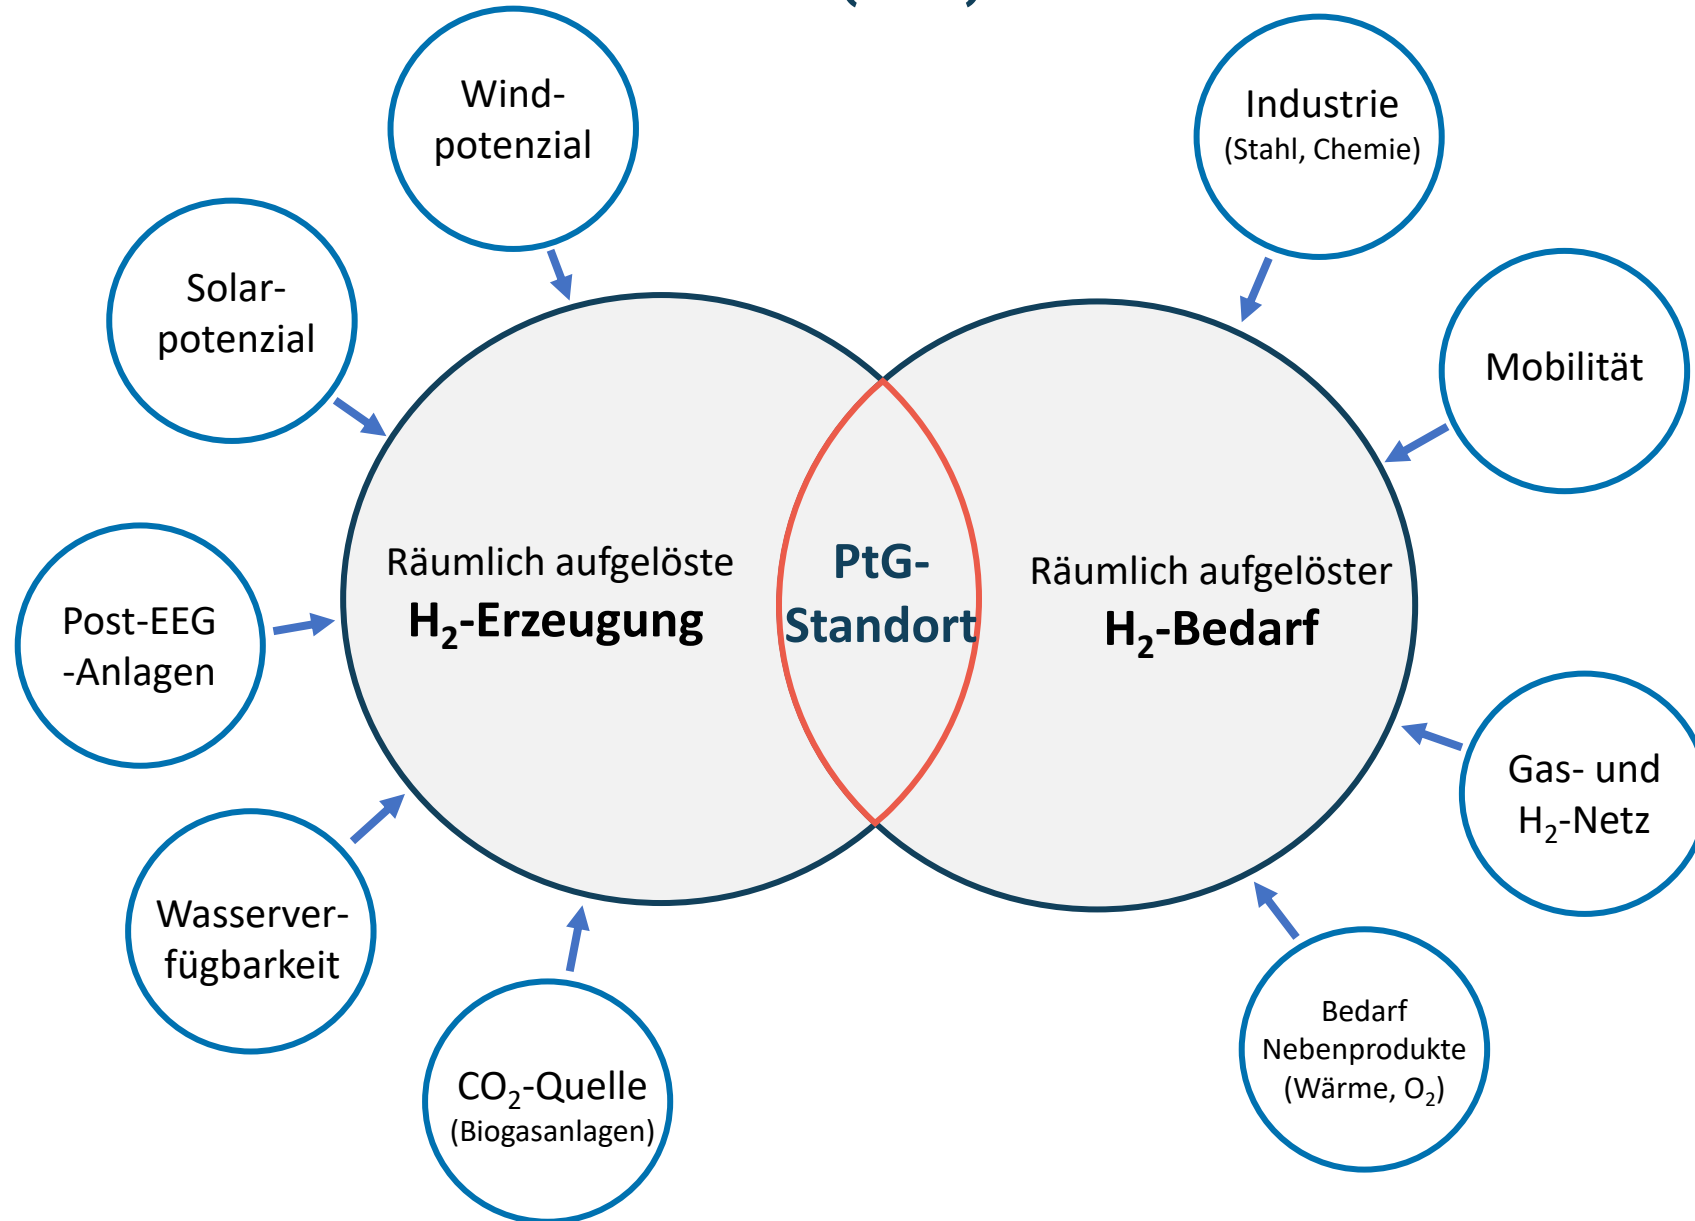 Wind-
potenzial
Solar-
potenzial
Post-EEG
-Anlagen
Wasserver-
fügbarkeit
CO₂-Quelle
(Biogasanlagen)
Räumlich aufgelöste
H₂-Erzeugung
PtG-
Standort
Räumlich aufgelöster
H₂-Bedarf
Industrie
(Stahl, Chemie)
Mobilität
Gas- und
H₂-Netz
Bedarf
Nebenprodukte
(Wärme, O₂)